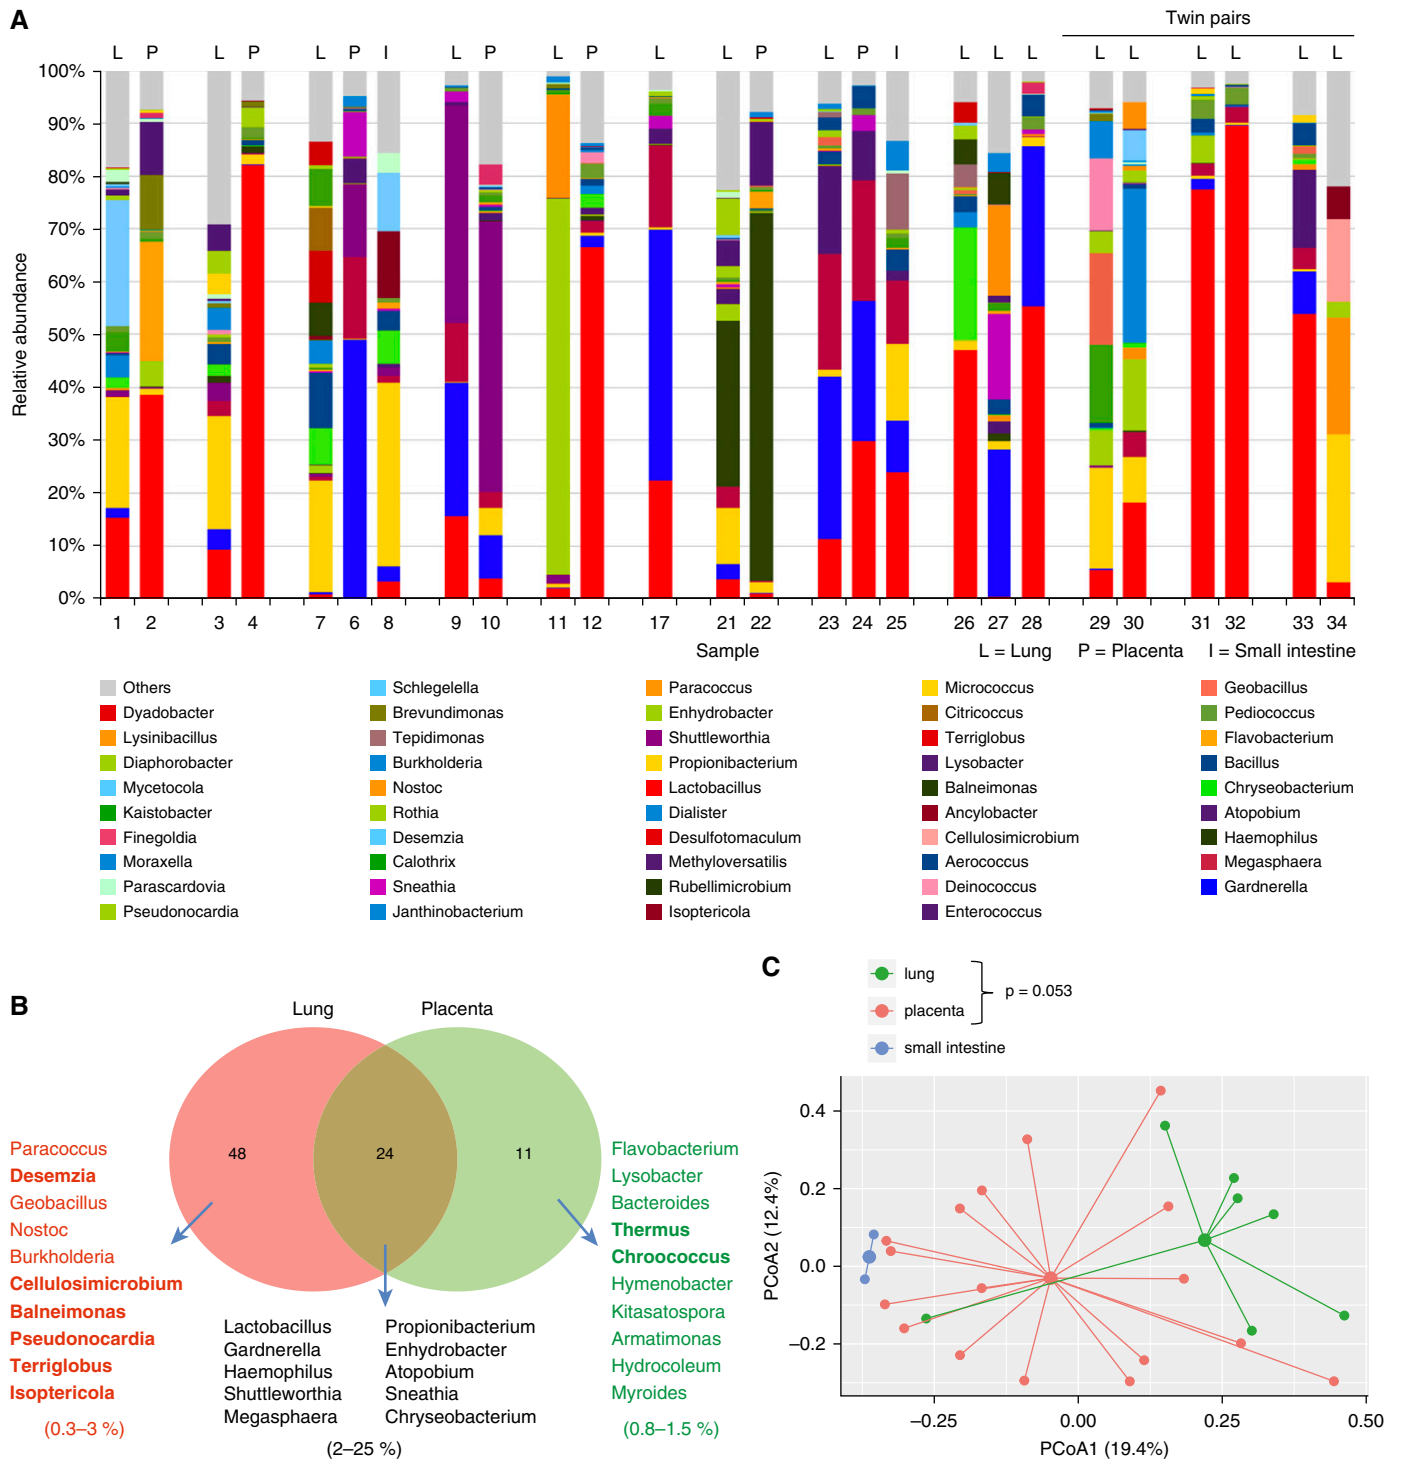 A
Twin pairs
L P L P L P I L P L P L L P L P I L L L L L L L L L
100%
90%
80%
70%
60%
50%
40%
30%
20%
10%
0%
Relative abundance
1 2 3 4 7 6 8 9 10 11 12 17 21 22 23 24 25 26 27 28 29 30 31 32 33 34
Sample
L = Lung P = Placenta I = Small intestine
Others
Dyadobacter
Lysinibacillus
Diaphorobacter
Mycetocola
Kaistobacter
Finegoldia
Moraxella
Parascardovia
Pseudonocardia
Schlegelella
Brevundimonas
Tepidimonas
Burkholderia
Nostoc
Rothia
Desemzia
Calothrix
Sneathia
Janthinobacterium
Paracoccus
Enhydrobacter
Shuttleworthia
Propionibacterium
Lactobacillus
Dialister
Desulfotomaculum
Methyloversatilis
Rubellimicrobium
Isoptericola
Micrococcus
Citricoccus
Terriglobus
Lysobacter
Balneimonas
Ancylobacter
Cellulosimicrobium
Aerococcus
Deinococcus
Enterococcus
Geobacillus
Pediococcus
Flavobacterium
Bacillus
Chryseobacterium
Atopobium
Haemophilus
Megasphaera
Gardnerella
B
Lung
Placenta
48
24
11
Paracoccus
Desemzia
Geobacillus
Nostoc
Burkholderia
Cellulosimicrobium
Balneimonas
Pseudonocardia
Terriglobus
Isoptericola
(0.3–3 %)
Lactobacillus
Gardnerella
Haemophilus
Shuttleworthia
Megasphaera
Propionibacterium
Enhydrobacter
Atopobium
Sneathia
Chryseobacterium
(2–25 %)
Flavobacterium
Lysobacter
Bacteroides
Thermus
Chroococcus
Hymenobacter
Kitasatospora
Armatimonas
Hydrocoleum
Myroides
(0.8–1.5 %)
C
lung
placenta
small intestine
p = 0.053
0.4
0.2
0.0
–0.2
PCoA2 (12.4%)
–0.25 0.00 0.25 0.50
PCoA1 (19.4%)